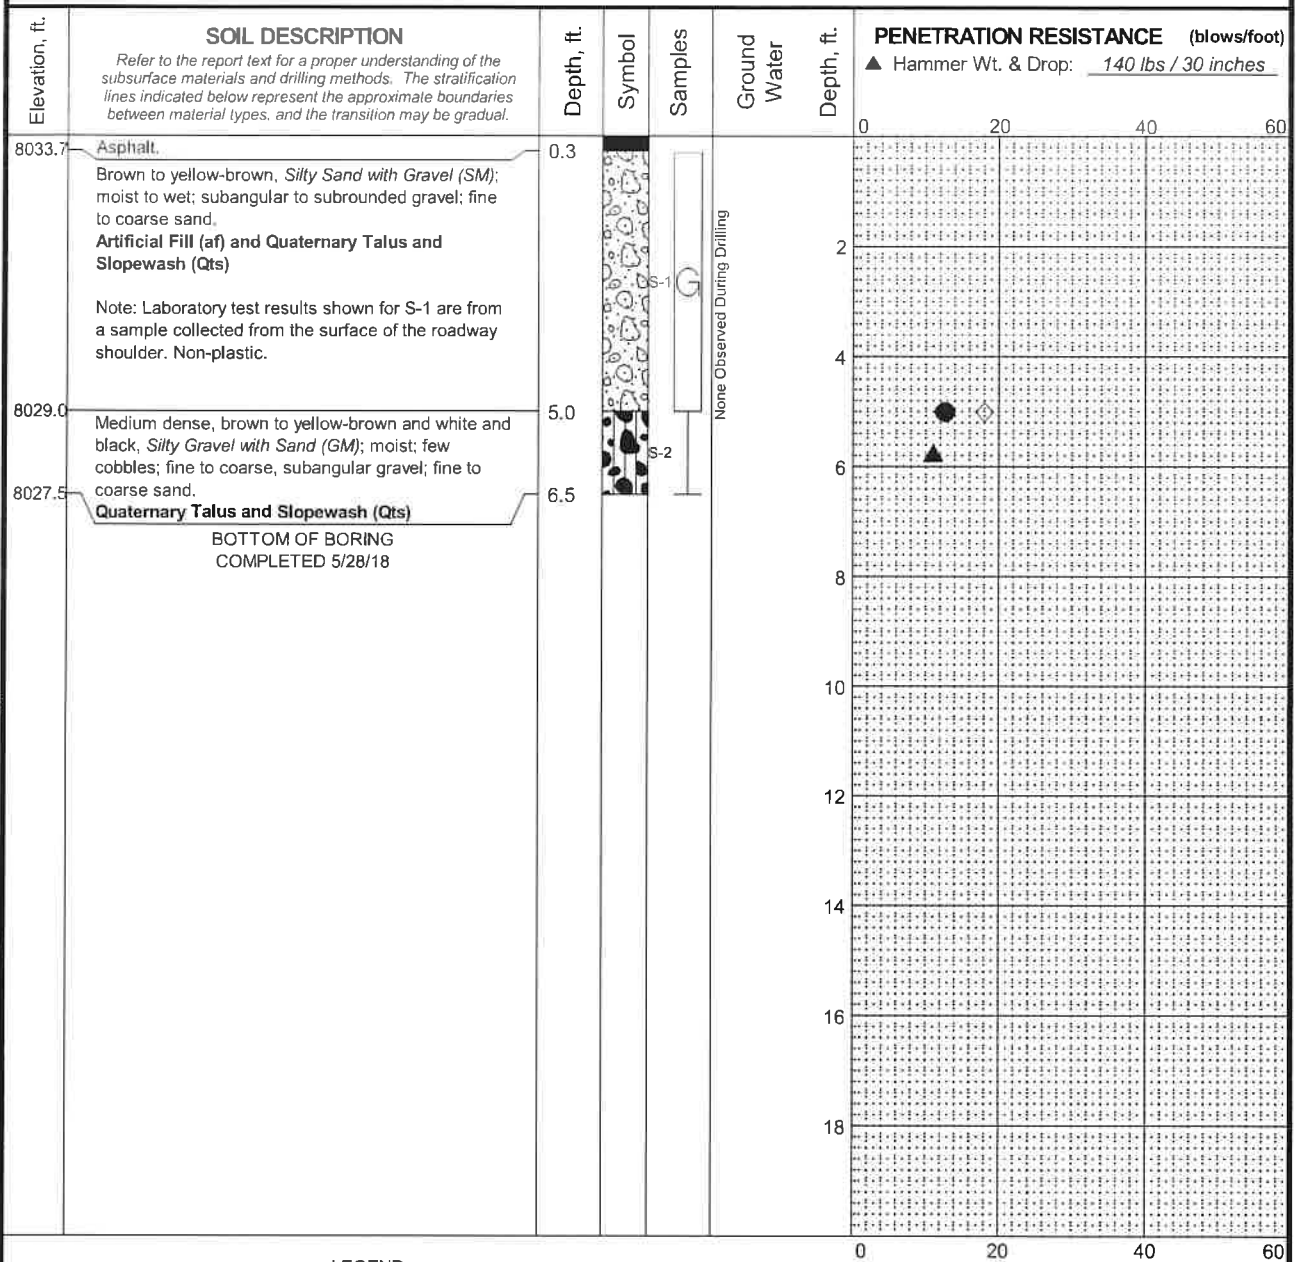 Elevation, ft.
SOIL DESCRIPTION
Refer to the report text for a proper understanding of the
subsurface materials and drilling methods. The stratification
lines indicated below represent the approximate boundaries
between material types, and the transition may be gradual.
Depth, ft.
Symbol
Samples
Ground
Water
Depth, ft.
PENETRATION RESISTANCE (blows/foot)
▲ Hammer Wt. & Drop: 140 lbs / 30 inches
0 20 40 60
8033.7 Asphalt. 0.3
Brown to yellow-brown, Silty Sand with Gravel (SM);
moist to wet; subangular to subrounded gravel; fine
to coarse sand.
Artificial Fill (af) and Quaternary Talus and
Slopewash (Qts)
Note: Laboratory test results shown for S-1 are from
a sample collected from the surface of the roadway
shoulder. Non-plastic.
S-1 G
None Observed During Drilling
8029.0 5.0
Medium dense, brown to yellow-brown and white and
black, Silty Gravel with Sand (GM); moist; few
cobbles; fine to coarse, subangular gravel; fine to
coarse sand.
S-2
8027.5 6.5
Quaternary Talus and Slopewash (Qts)
BOTTOM OF BORING
COMPLETED 5/28/18
2
4
6
8
10
12
14
16
18
0 20 40 60